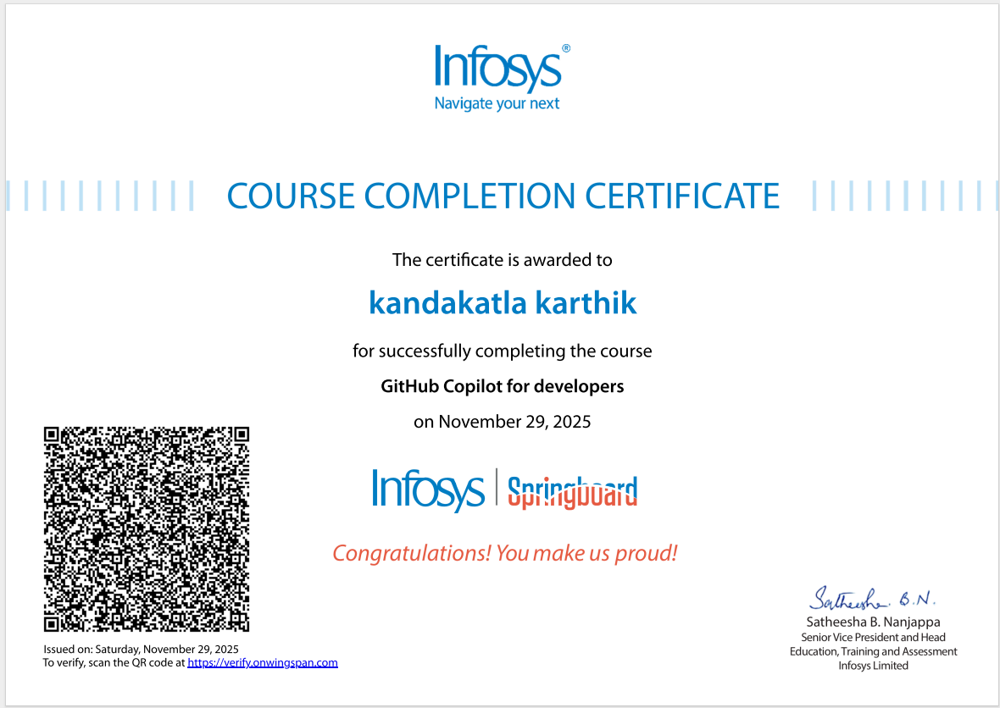 Infosys®
Navigate your next
COURSE COMPLETION CERTIFICATE
The certificate is awarded to
kandakatla karthik
for successfully completing the course
GitHub Copilot for developers
on November 29, 2025
Infosys | Springboard
Congratulations! You make us proud!
Issued on: Saturday, November 29, 2025
To verify, scan the QR code at https://verify.onwingspan.com
Satheesha B.N.
Satheesha B. Nanjappa
Senior Vice President and Head
Education, Training and Assessment
Infosys Limited